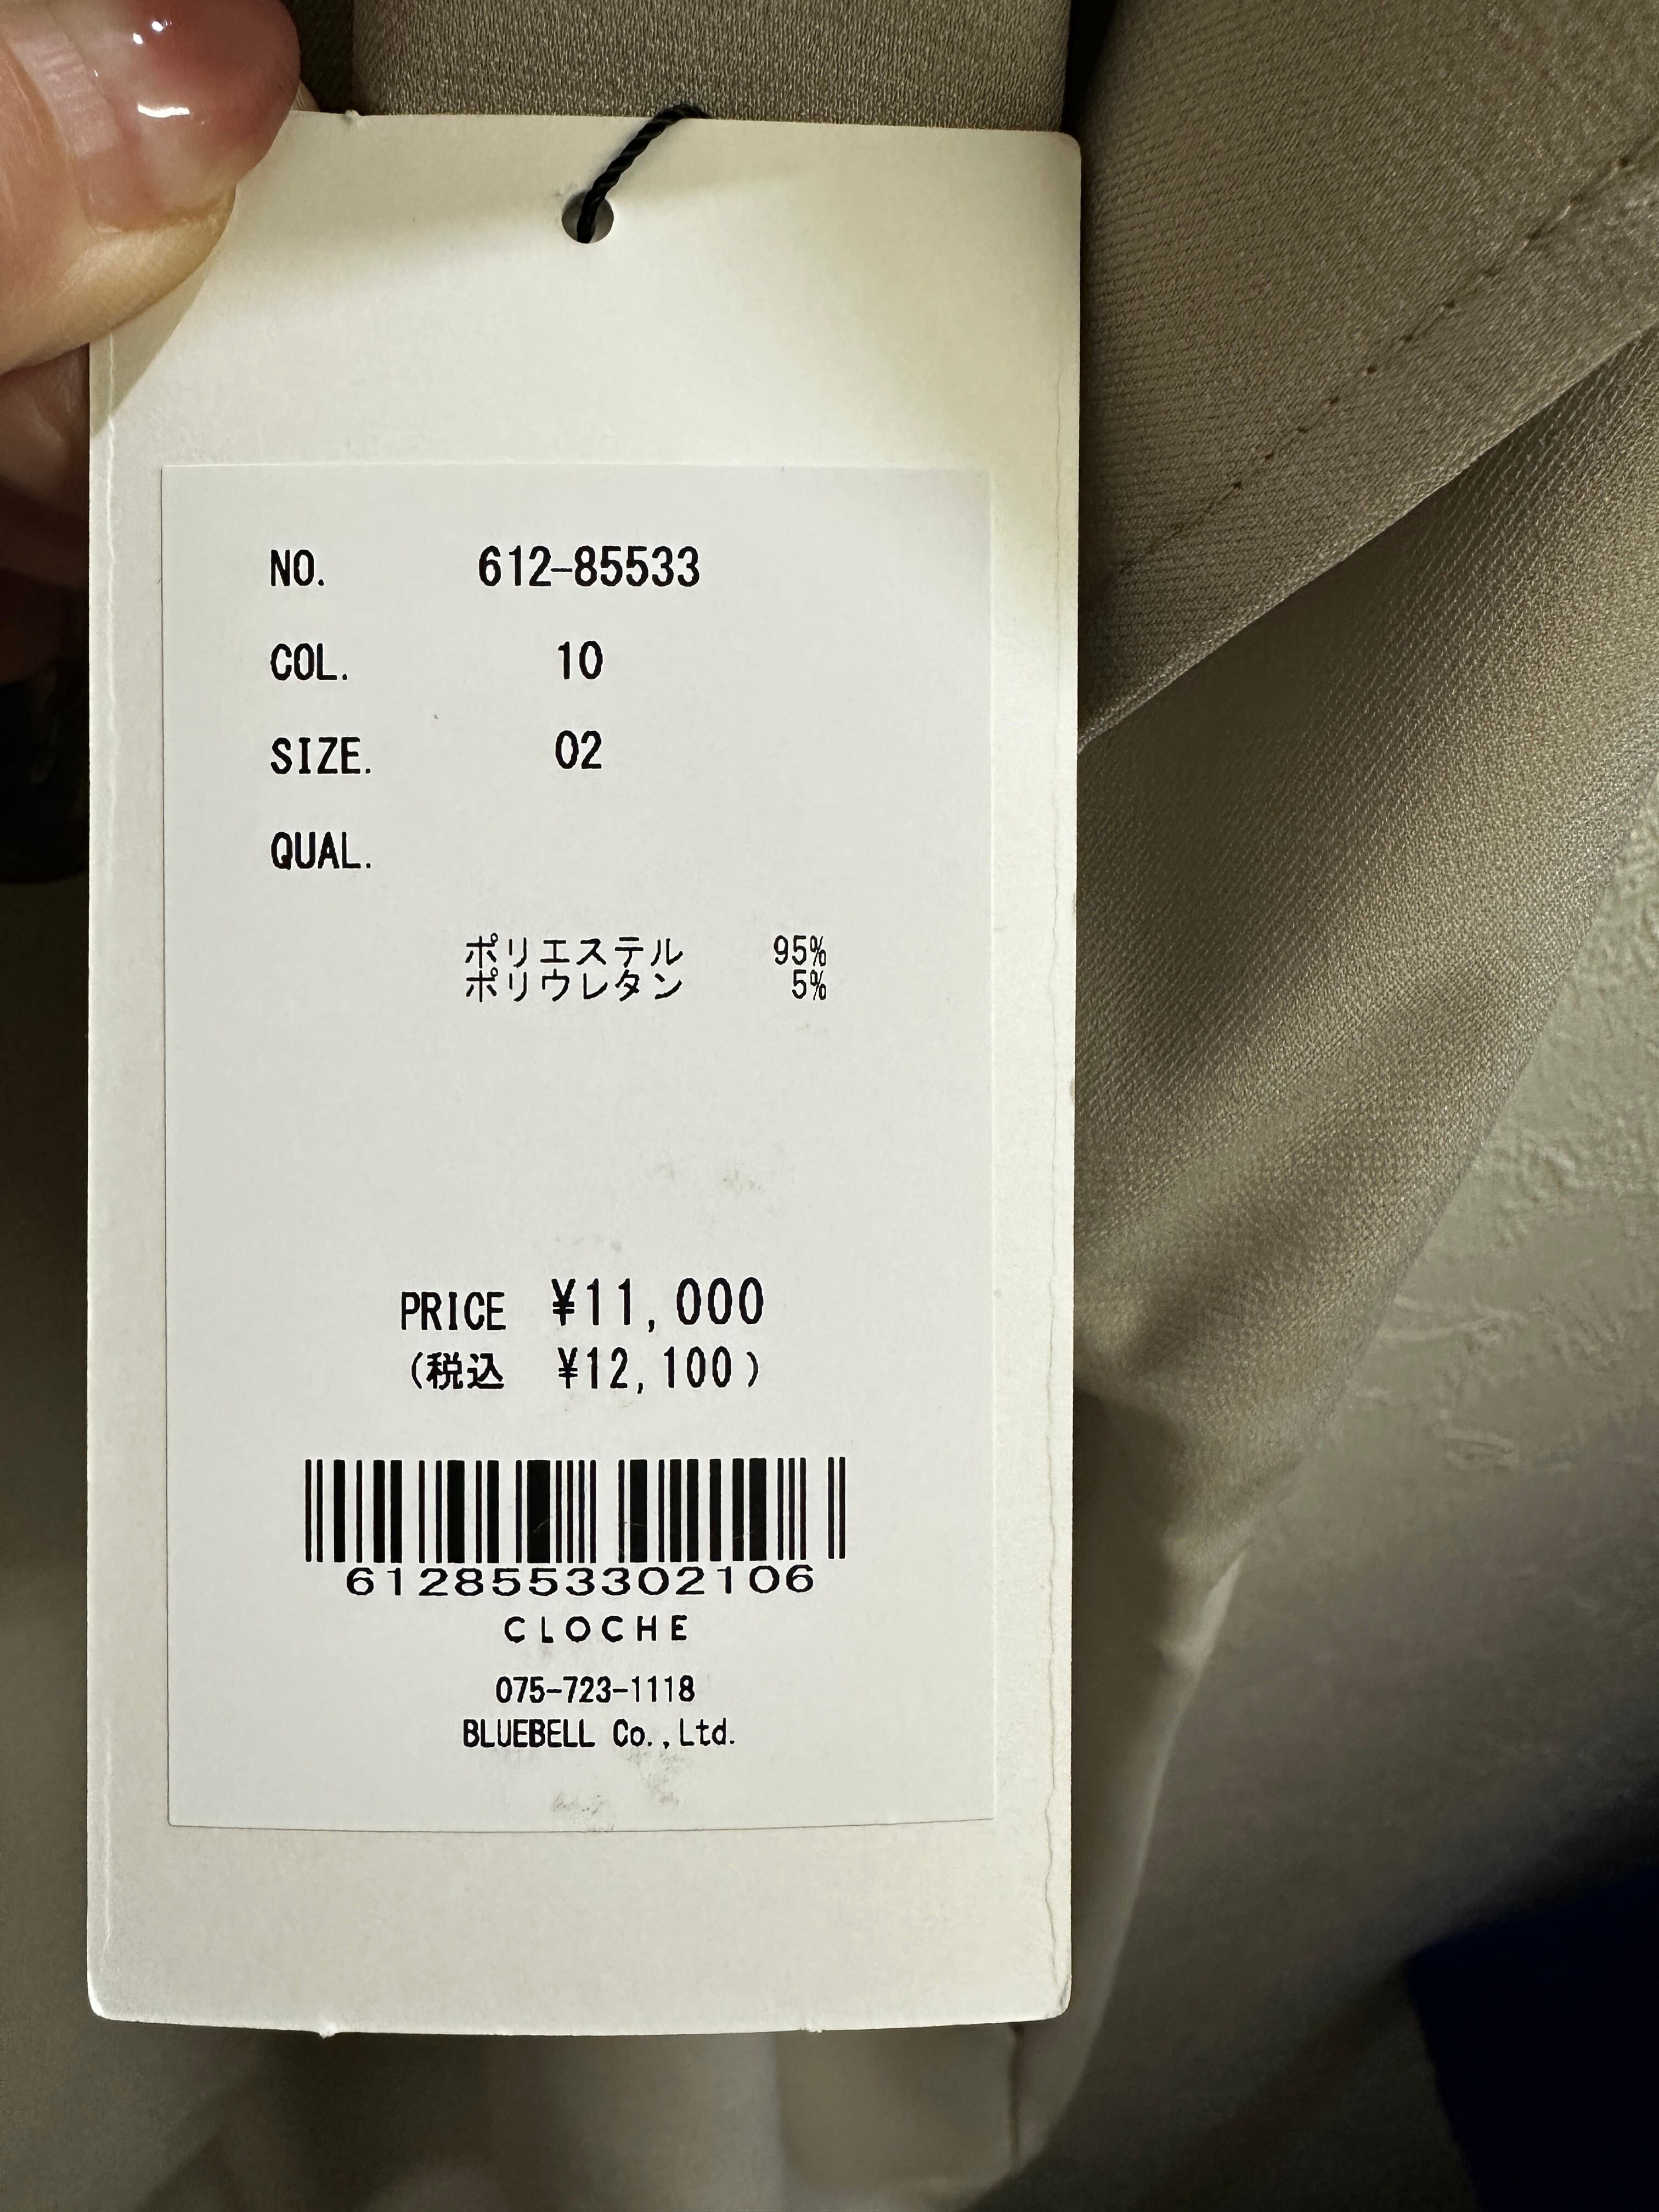 NO. 612-85533
COL. 10
SIZE. 02
QUAL.
ポリエステル 95%
ポリウレタン 5%
PRICE ¥11,000
(税込 ¥12,100)
6128553302106
CLOCHE
075-723-1118
BLUEBELL Co.,Ltd.